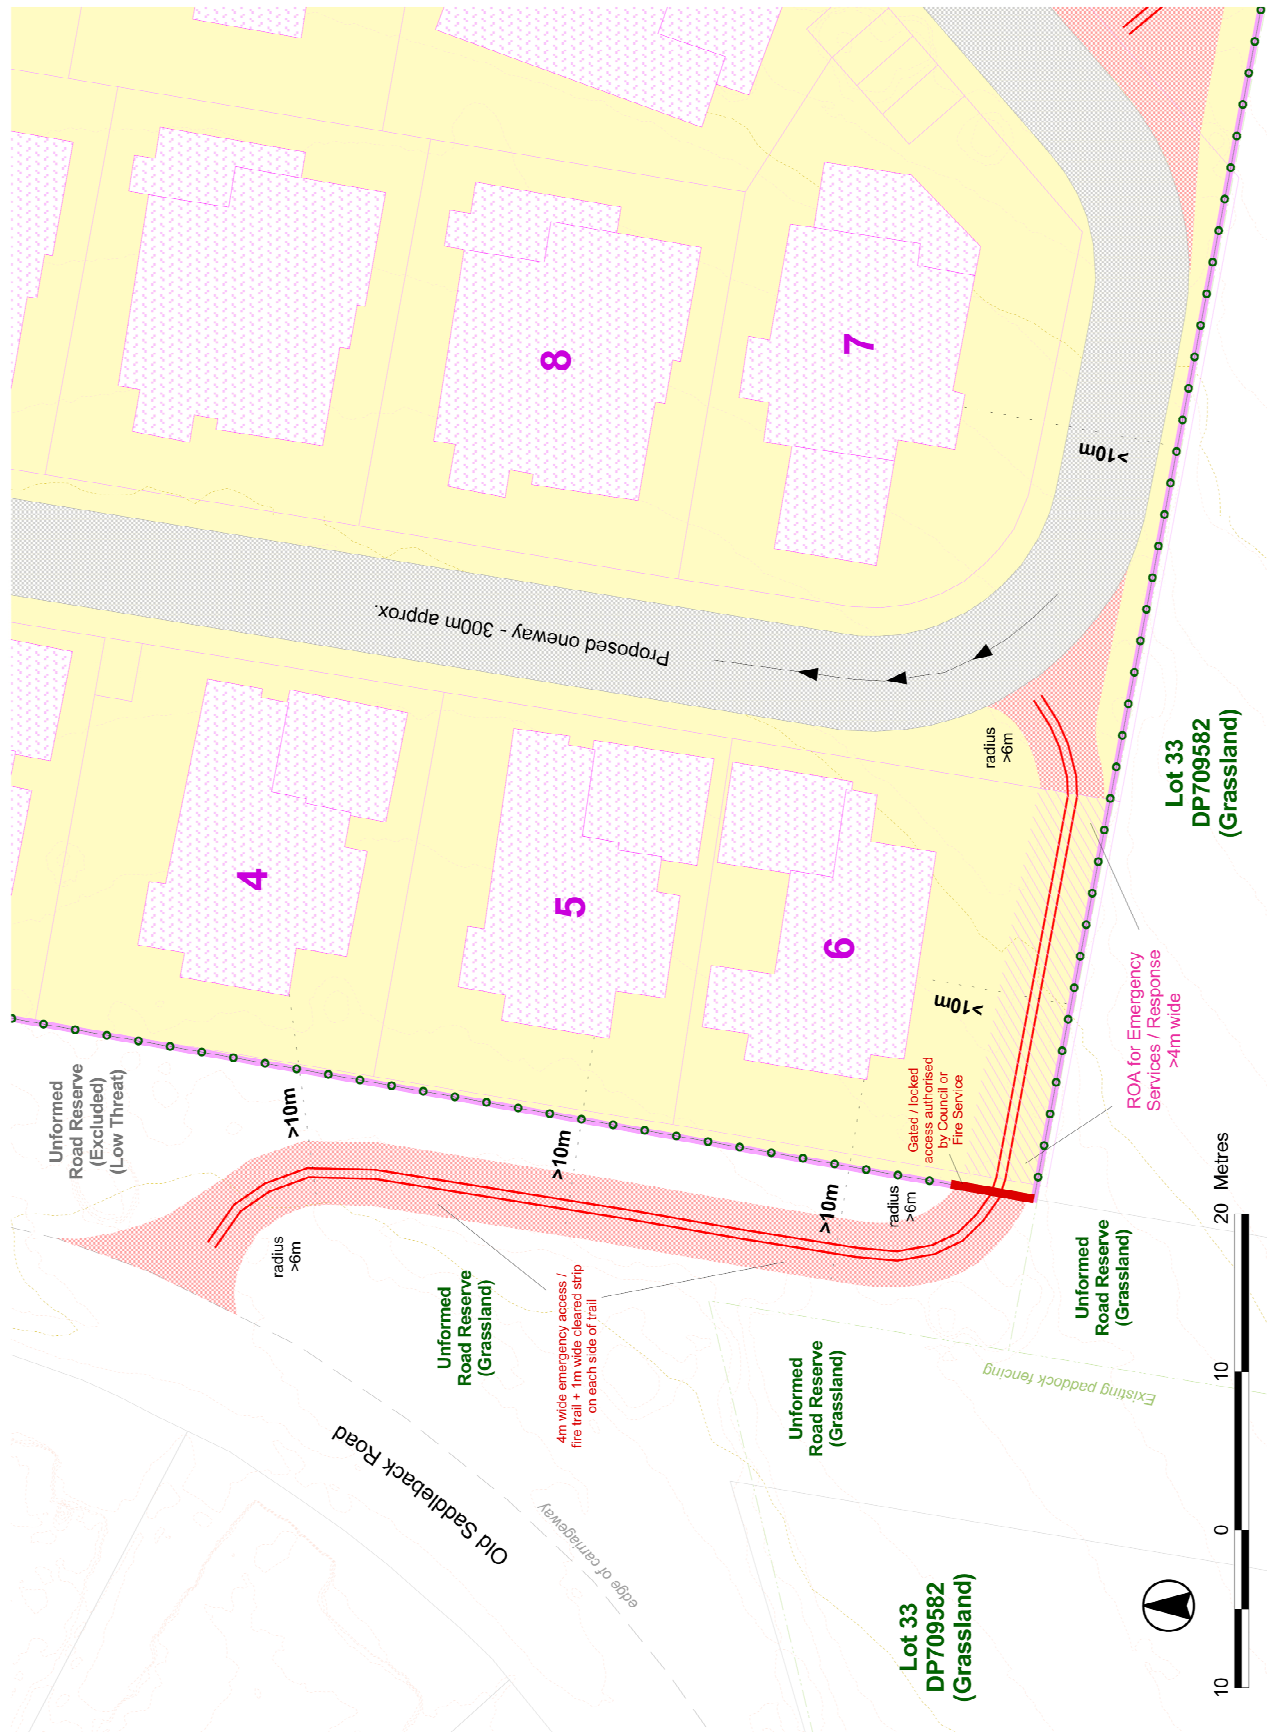 8
7
>10m
Proposed oneway - 300m approx.
4
5
6
>10m
radius
>6m
Lot 33
DP709582
(Grassland)
ROA for Emergency
Services / Response
>4m wide
Gated / locked
access authorised
by Council or
Fire Service
Unformed
Road Reserve
(Excluded)
(Low Threat)
>10m
>10m
>10m
radius
>6m
radius
>6m
4m wide emergency access /
fire trail + 1m wide cleared strip
on each side of trail
Unformed
Road Reserve
(Grassland)
Unformed
Road Reserve
(Grassland)
Unformed
Road Reserve
(Grassland)
Existing paddock fencing
Old Saddleback Road
edge of carriageway
Lot 33
DP709582
(Grassland)
10 0 10 20 Metres